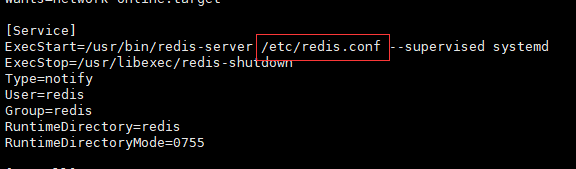 Wants=network-online.target
[Service]
ExecStart=/usr/bin/redis-server /etc/redis.conf --supervised systemd
ExecStop=/usr/libexec/redis-shutdown
Type=notify
User=redis
Group=redis
RuntimeDirectory=redis
RuntimeDirectoryMode=0755